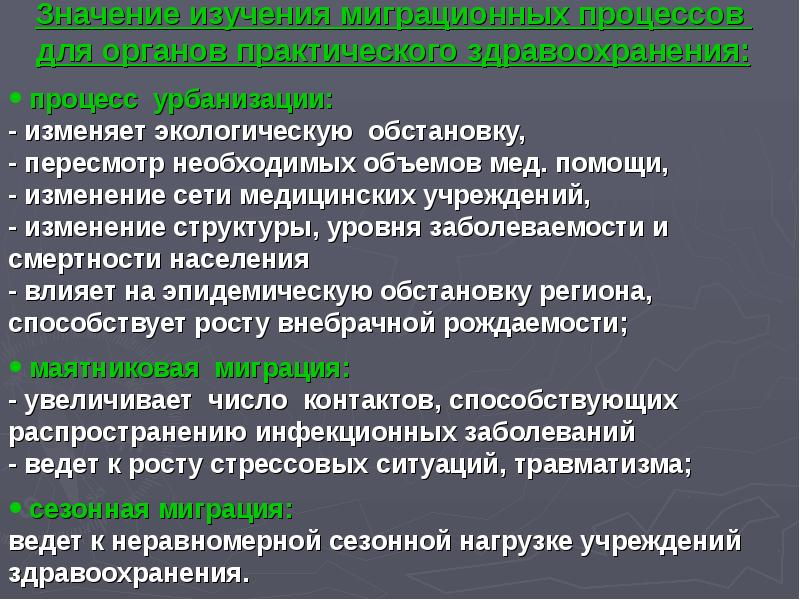 Значение изучения миграционных процессов
для органов практического здравоохранения:
• процесс урбанизации:
- изменяет экологическую обстановку,
- пересмотр необходимых объемов мед. помощи,
- изменение сети медицинских учреждений,
- изменение структуры, уровня заболеваемости и
смертности населения
- влияет на эпидемическую обстановку региона,
способствует росту внебрачной рождаемости;
• маятниковая миграция:
- увеличивает число контактов, способствующих
распространению инфекционных заболеваний
- ведет к росту стрессовых ситуаций, травматизма;
• сезонная миграция:
ведет к неравномерной сезонной нагрузке учреждений
здравоохранения.